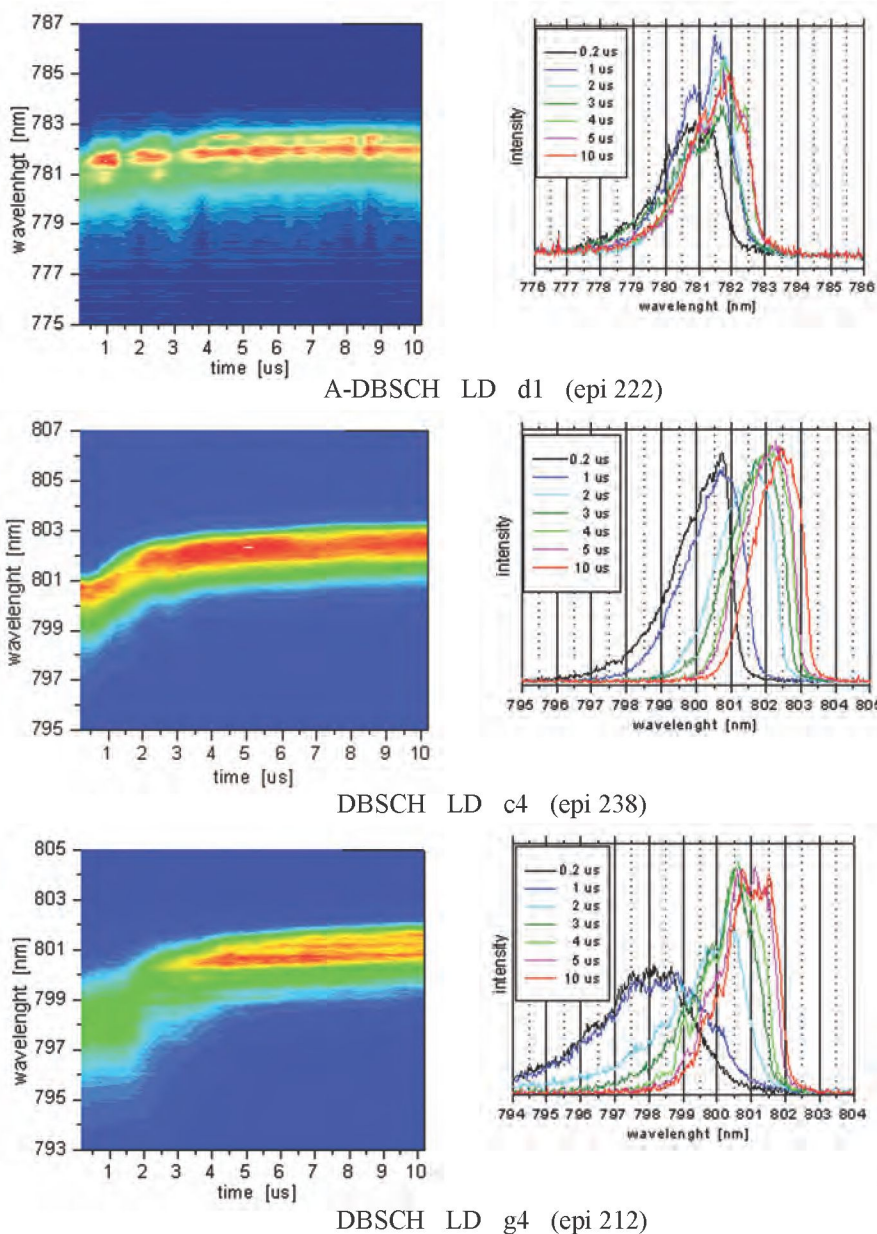 787
785
783
781
779
777
775
wavelenhgt [nm]
1 2 3 4 5 6 7 8 9 10
time [us]
0.2 us
1 us
2 us
3 us
4 us
5 us
10 us
intensity
776 777 778 779 780 781 782 783 784 785 786
wavelenght [nm]
A-DBSCH LD d1 (epi 222)
807
805
803
801
799
797
795
wavelenght [nm]
1 2 3 4 5 6 7 8 9 10
time [us]
0.2 us
1 us
2 us
3 us
4 us
5 us
10 us
intensity
795 796 797 798 799 800 801 802 803 804 805
wavelenght [nm]
DBSCH LD c4 (epi 238)
805
803
801
799
797
795
793
wavelenght [nm]
1 2 3 4 5 6 7 8 9 10
time [us]
0.2 us
1 us
2 us
3 us
4 us
5 us
10 us
intensity
794 795 796 797 798 799 800 801 802 803 804
wavelenght [nm]
DBSCH LD g4 (epi 212)